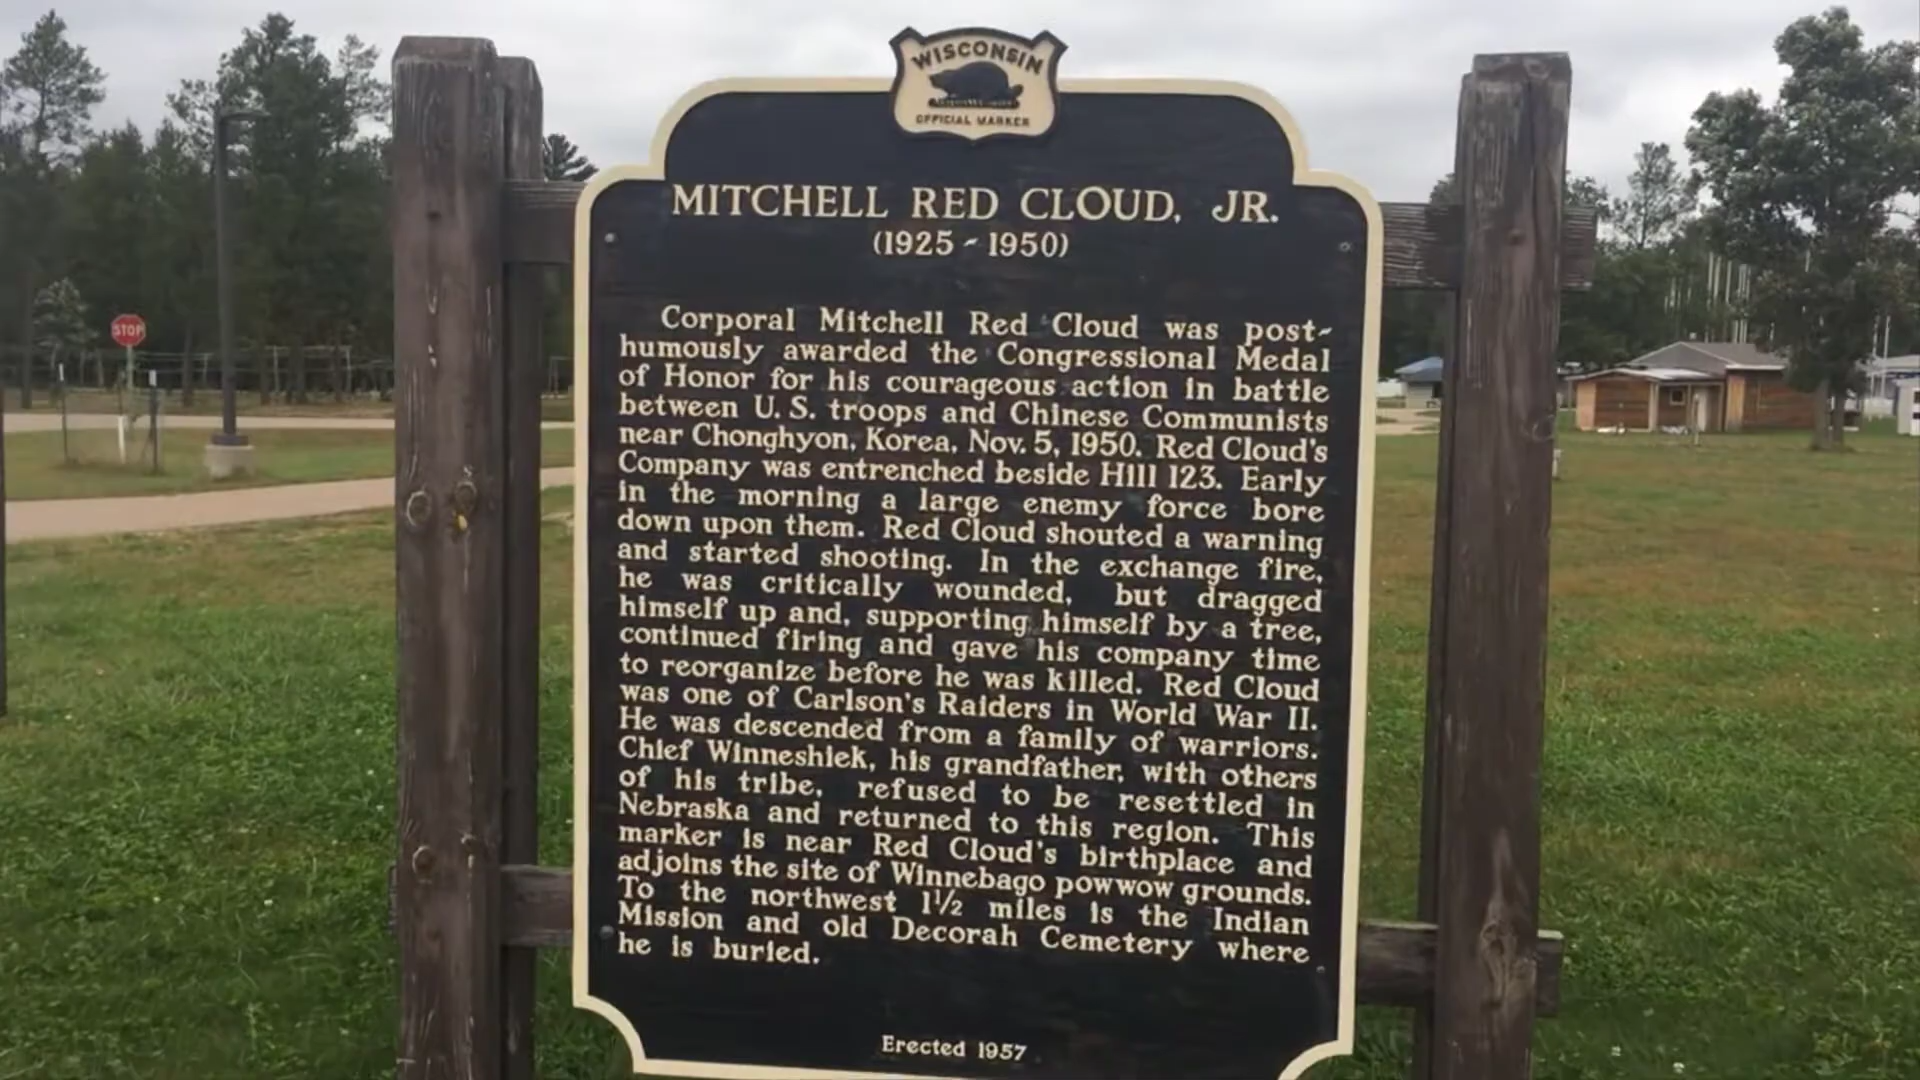 WISCONSIN
OFFICIAL MARKER
MITCHELL RED CLOUD, JR.
(1925 - 1950)
Corporal Mitchell Red Cloud was post-
humously awarded the Congressional Medal
of Honor for his courageous action in battle
between U. S. troops and Chinese Communists
near Chonghyon, Korea, Nov. 5, 1950. Red Cloud's
Company was entrenched beside Hill 123. Early
in the morning a large enemy force bore
down upon them. Red Cloud shouted a warning
and started shooting. In the exchange fire,
he was critically wounded, but dragged
himself up and, supporting himself by a tree,
continued firing and gave his company time
to reorganize before he was killed. Red Cloud
was one of Carlson's Raiders in World War II.
He was descended from a family of warriors.
Chief Winneshiek, his grandfather, with others
of his tribe, refused to be resettled in
Nebraska and returned to this region. This
marker is near Red Cloud's birthplace and
adjoins the site of Winnebago powwow grounds.
To the northwest 1½ miles is the Indian
Mission and old Decorah Cemetery where
he is buried.
Erected 1957
STOP